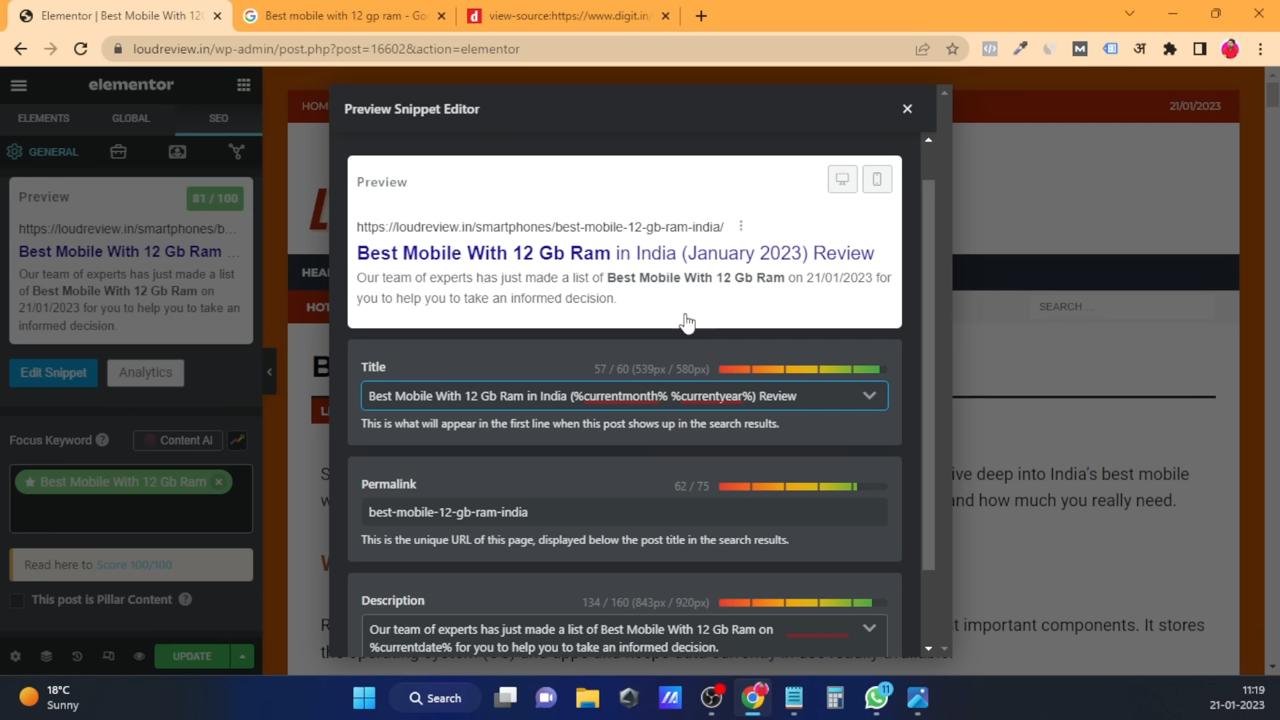 Elementor | Best Mobile With 12G
Best mobile with 12 gp ram - Go
view-source:https://www.digit.in/
loudreview.in/wp-admin/post.php?post=16602&action=elementor
elementor
ELEMENTS
GLOBAL
SEO
GENERAL
Preview
81 / 100
https://loudreview.in/smartphones/b...
Best Mobile With 12 Gb Ram ...
Our team of experts has just made a list
of Best Mobile With 12 Gb Ram on
21/01/2023 for you to help you to take an
informed decision.
Edit Snippet
Analytics
Focus Keyword
Content AI
Best Mobile With 12 Gb Ram
Read here to Score 100/100
This post is Pillar Content
UPDATE
HOM
21/01/2023
HEA
HOT
SEARCH ...
B
L
S
ive deep into India's best mobile
w
and how much you really need.
W
R
t important components. It stores
Preview Snippet Editor
Preview
https://loudreview.in/smartphones/best-mobile-12-gb-ram-india/
Best Mobile With 12 Gb Ram in India (January 2023) Review
Our team of experts has just made a list of Best Mobile With 12 Gb Ram on 21/01/2023 for
you to help you to take an informed decision.
Title
57 / 60 (539px / 580px)
Best Mobile With 12 Gb Ram in India (%currentmonth% %currentyear%) Review
This is what will appear in the first line when this post shows up in the search results.
Permalink
62 / 75
best-mobile-12-gb-ram-india
This is the unique URL of this page, displayed below the post title in the search results.
Description
134 / 160 (843px / 920px)
Our team of experts has just made a list of Best Mobile With 12 Gb Ram on
%currentdate% for you to help you to take an informed decision.
18°C
Sunny
Search
11
11:19
21-01-2023